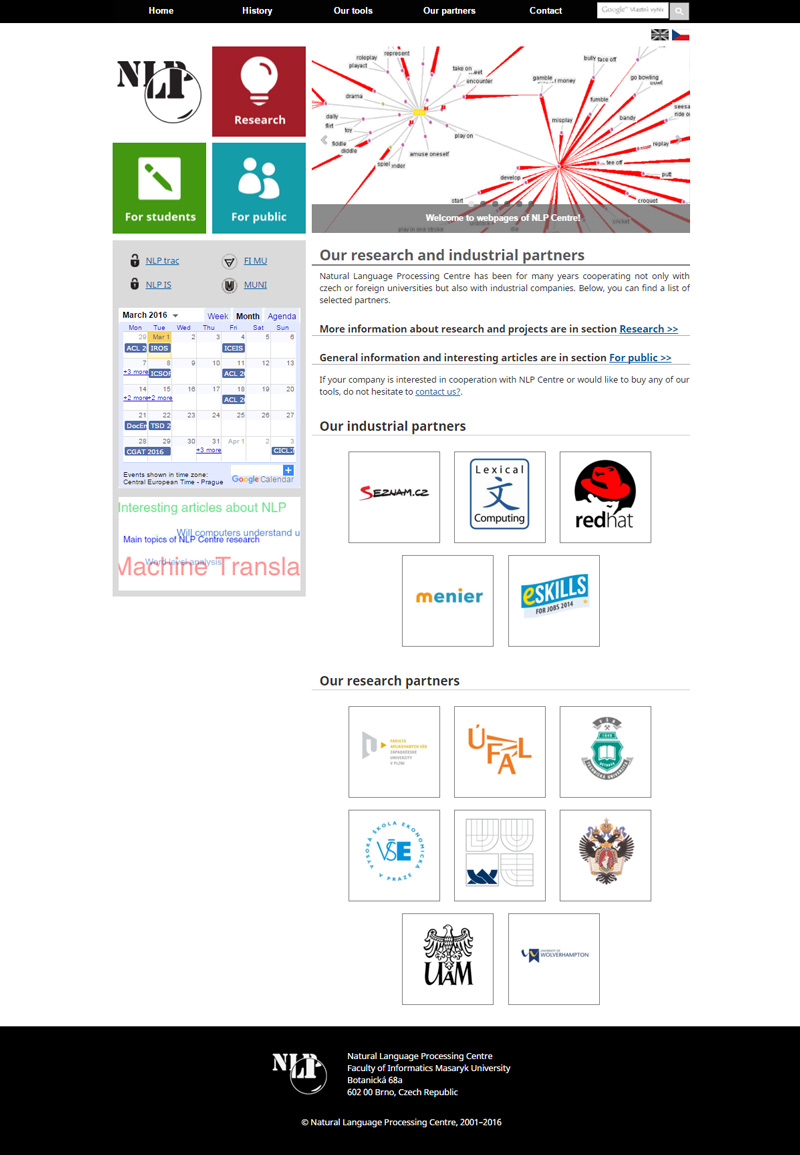 Home History Our tools Our partners Contact
NLP
Research
For students
For public
roleplay
represent
playact
take on
encounter
drama
daily
flirt
toy
fiddle
diddle
spiel
play on
amuse oneself
start
develop
bully
face off
gamble
money
go bowling
bowl
fumble
bandy
misplay
replay
tee off
putt
croquet
Welcome to webpages of NLP Centre!
NLP trac FI MU
NLP IS MUNI
March 2016 Week Month Agenda
Mon Tue Wed Thu Fri Sat Sun
29 Mar 1 2 3 4 5 6
ACL 2 IROS ICEIS
7 8 9 10 11 12 13
+3 more ICSOF ACL 2
14 15 16 17 18 19 20
+2 more +2 more ACL 2
21 22 23 24 25 26 27
DocEn TSD 2
28 29 30 31 Apr 1 2 3
CGAT 2016 +3 more CICL
Events shown in time zone:
Central European Time - Prague
Google Calendar
Interesting articles about NLP
Will computers understand u
Main topics of NLP Centre research
Word level analysis
Machine Transla
Our research and industrial partners
Natural Language Processing Centre has been for many years cooperating not only with
czech or foreign universities but also with industrial companies. Below, you can find a list of
selected partners.
More information about research and projects are in section Research >>
General information and interesting articles are in section For public >>
If your company is interested in cooperation with NLP Centre or would like to buy any of our
tools, do not hesitate to contact us?.
Our industrial partners
SEZNAM.CZ
Lexical
文
Computing
redhat
menier
eSKILLS
FOR JOBS 2014
Our research partners
FAKULTA
APLIKOVANÝCH VĚD
ZÁPADOČESKÉ
UNIVERZITY
V PLZNI
ÚFAL
VYSOKÁ ŠKOLA EKONOMICKÁ
VŠE
V PRAZE
UAM
UNIVERSITY OF
WOLVERHAMPTON
NLP
Natural Language Processing Centre
Faculty of Informatics Masaryk University
Botanická 68a
602 00 Brno, Czech Republic
© Natural Language Processing Centre, 2001–2016